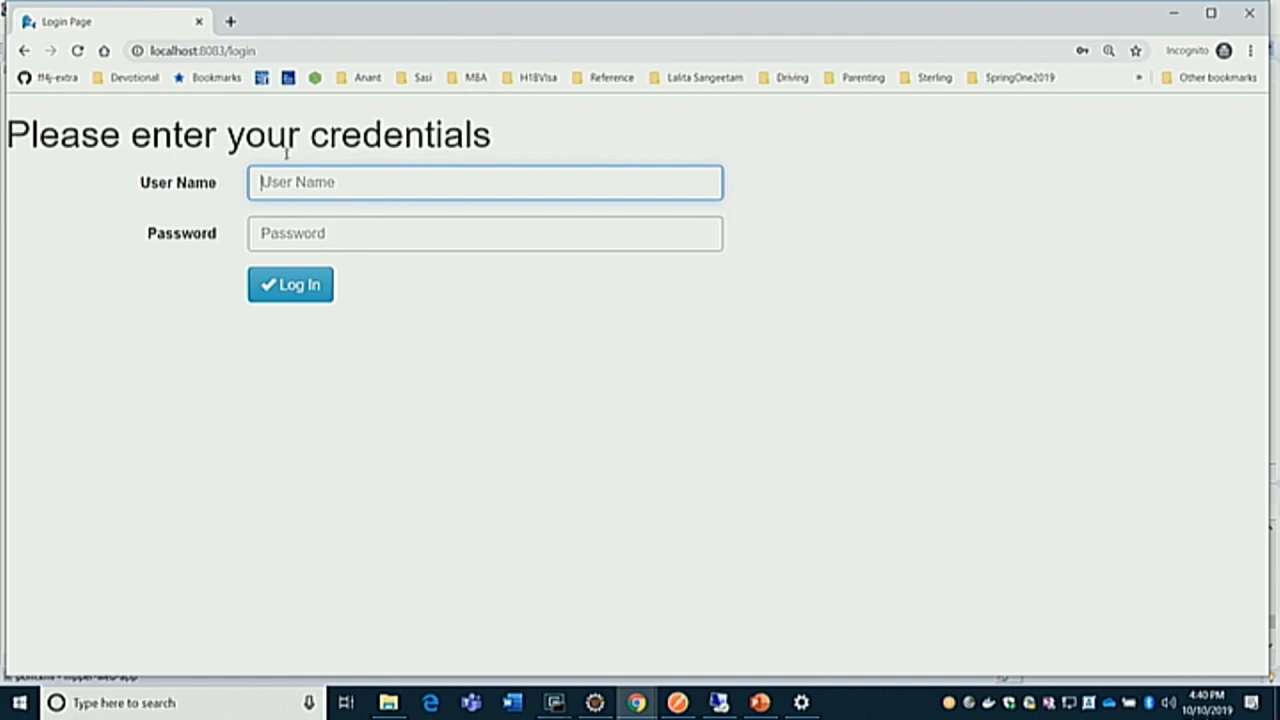 Login Page
localhost:8083/login
Incognito
ff4j-extra Devotional Bookmarks Anant Sasi MBA H1BVisa Reference Lalita Sangeetam Driving Parenting Sterling SpringOne2019 » Other bookmarks
Please enter your credentials
User Name User Name
Password Password
Log In
Type here to search
4:40 PM
10/10/2019